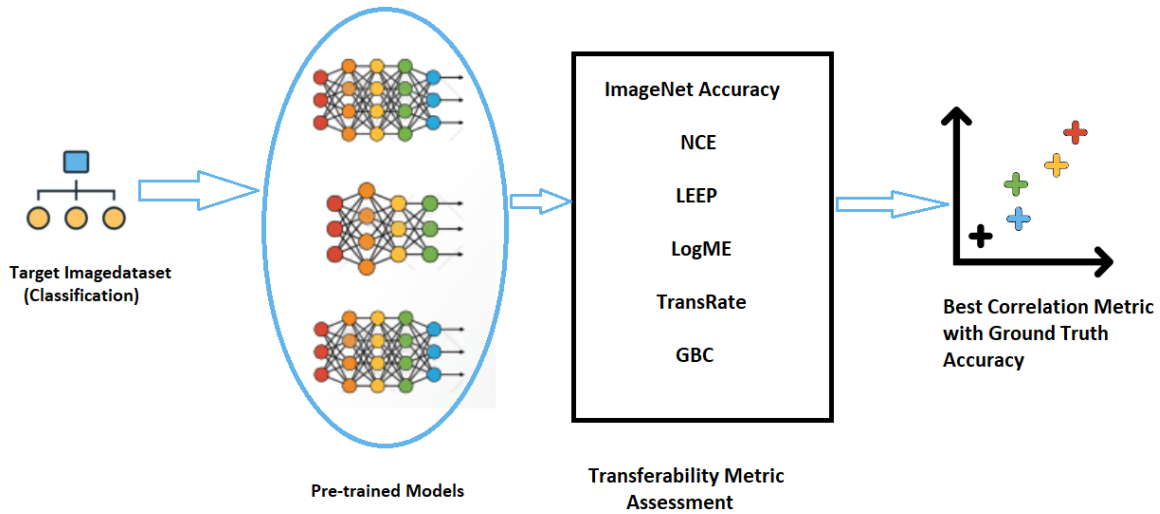 Target Imagedataset
(Classification)
Pre-trained Models
ImageNet Accuracy
NCE
LEEP
LogME
TransRate
GBC
Transferability Metric
Assessment
Best Correlation Metric
with Ground Truth
Accuracy